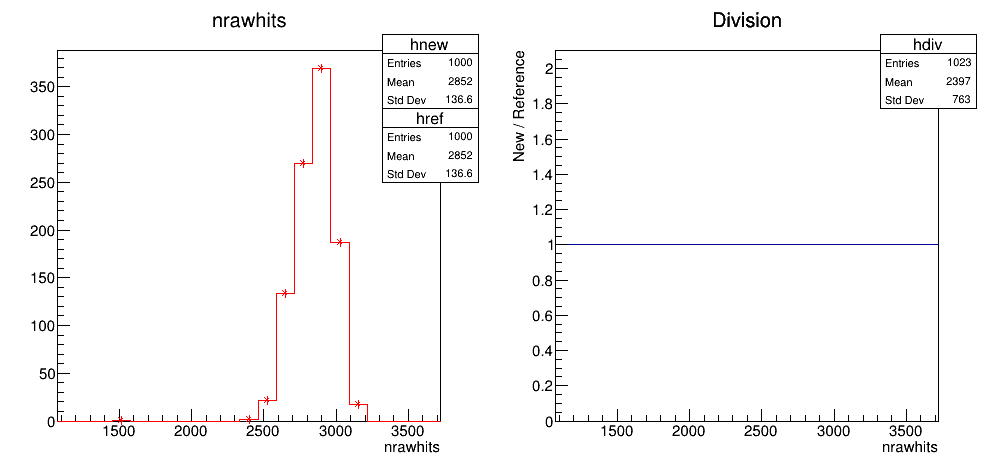 nrawhits
hnew
Entries 1000
Mean 2852
Std Dev 136.6
href
Entries 1000
Mean 2852
Std Dev 136.6
350
300
250
200
150
100
50
0
1500 2000 2500 3000 3500
nrawhits
Division
hdiv
Entries 1023
Mean 2397
Std Dev 763
New / Reference
2
1.8
1.6
1.4
1.2
1
0.8
0.6
0.4
0.2
0
1500 2000 2500 3000 3500
nrawhits